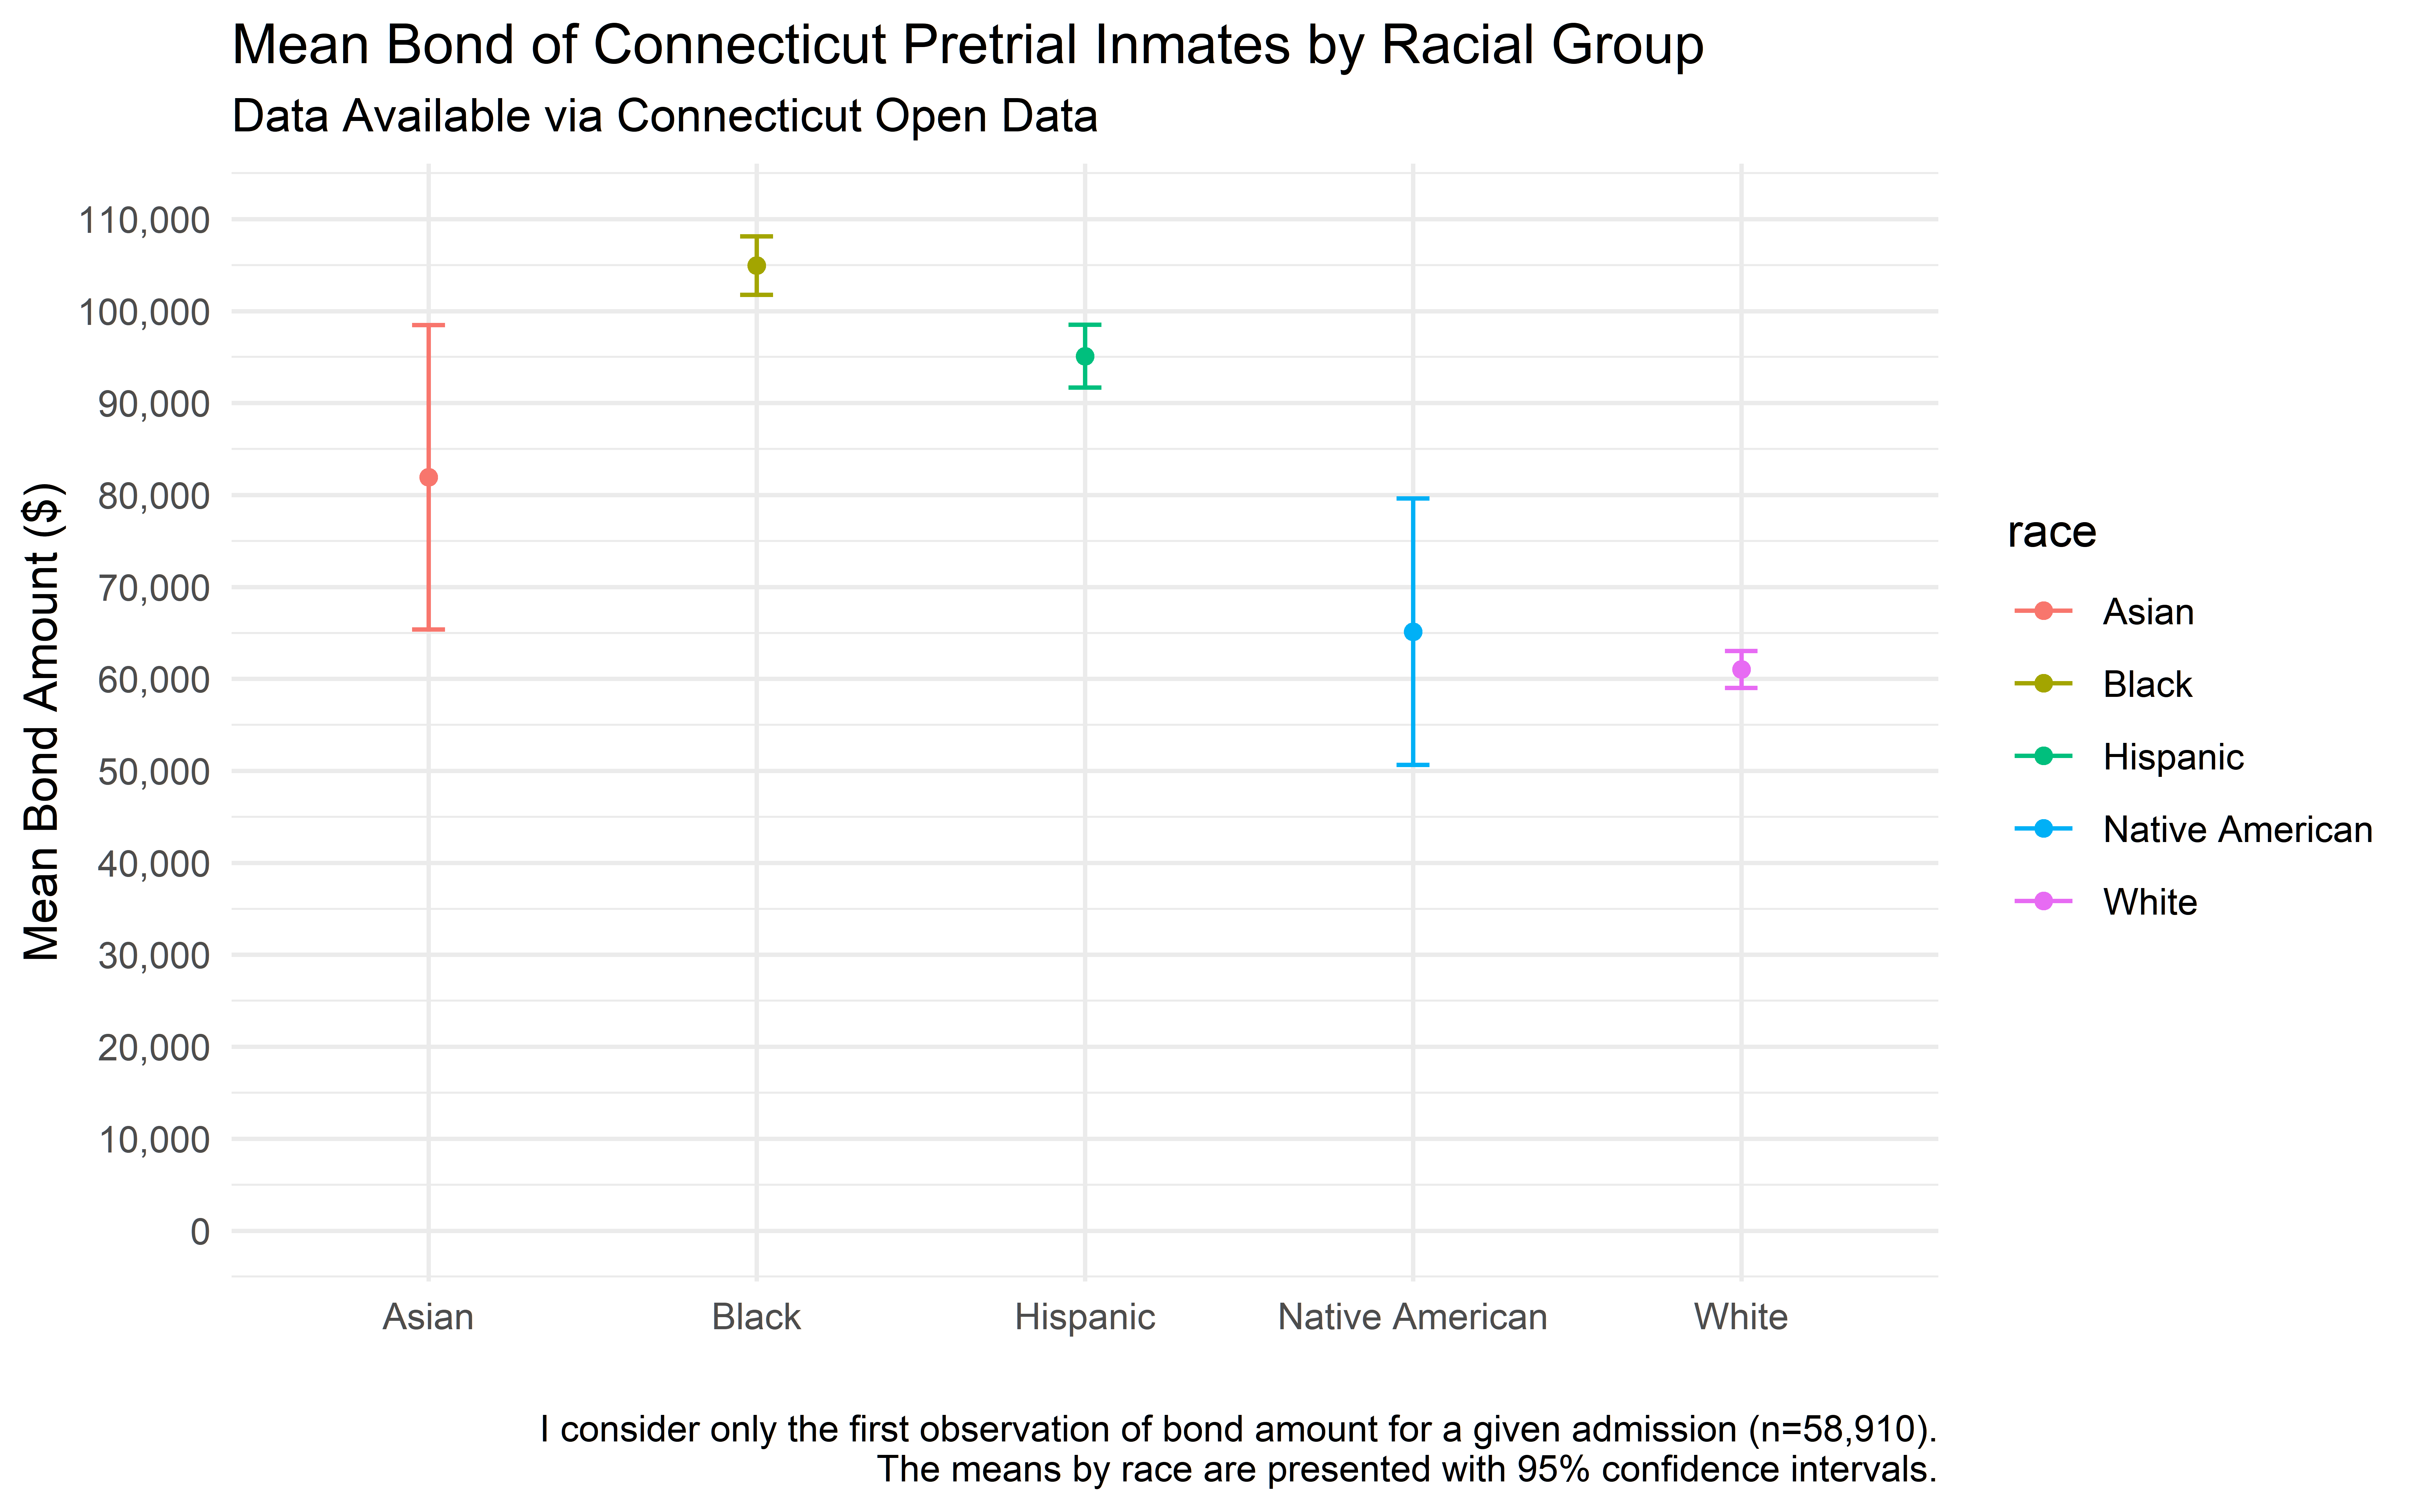 Mean Bond of Connecticut Pretrial Inmates by Racial Group
Data Available via Connecticut Open Data
Mean Bond Amount ($)
110,000
100,000
90,000
80,000
70,000
60,000
50,000
40,000
30,000
20,000
10,000
0
Asian
Black
Hispanic
Native American
White
race
Asian
Black
Hispanic
Native American
White
I consider only the first observation of bond amount for a given admission (n=58,910).
The means by race are presented with 95% confidence intervals.